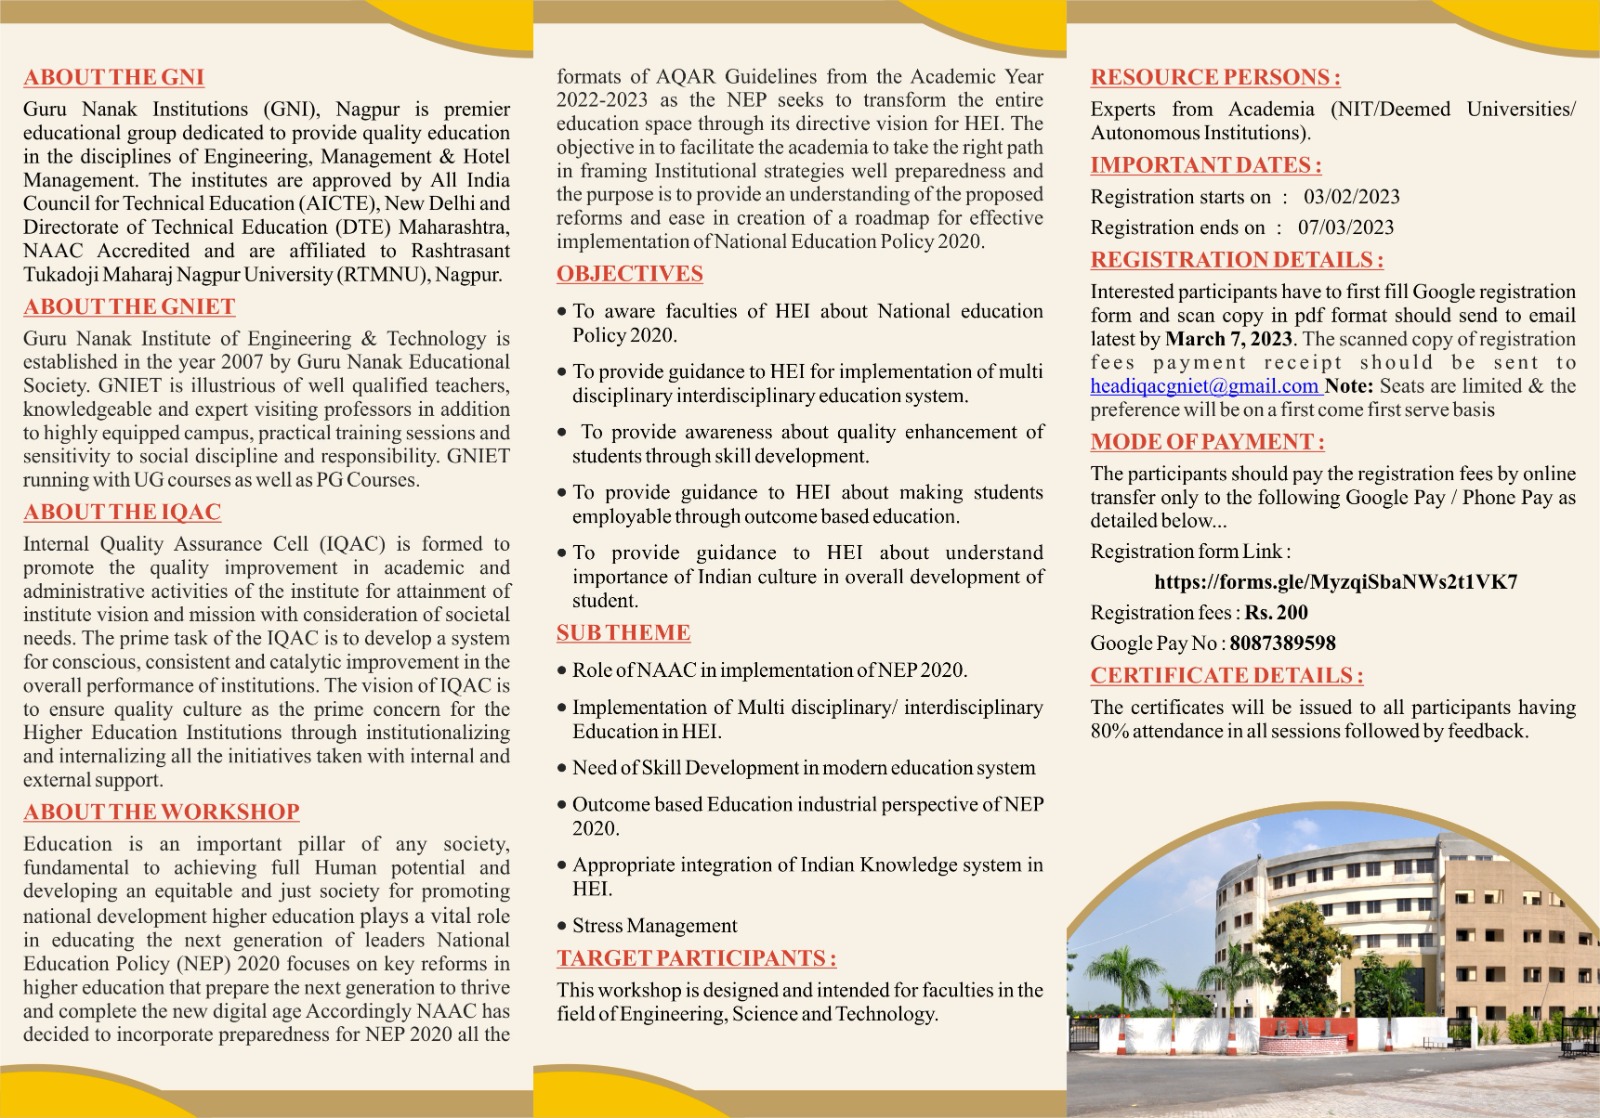 ABOUT THE GNI
Guru Nanak Institutions (GNI), Nagpur is premier
educational group dedicated to provide quality education
in the disciplines of Engineering, Management & Hotel
Management. The institutes are approved by All India
Council for Technical Education (AICTE), New Delhi and
Directorate of Technical Education (DTE) Maharashtra,
NAAC Accredited and are affiliated to Rashtrasant
Tukadoji Maharaj Nagpur University (RTMNU), Nagpur.
ABOUT THE GNIET
Guru Nanak Institute of Engineering & Technology is
established in the year 2007 by Guru Nanak Educational
Society. GNIET is illustrious of well qualified teachers,
knowledgeable and expert visiting professors in addition
to highly equipped campus, practical training sessions and
sensitivity to social discipline and responsibility. GNIET
running with UG courses as well as PG Courses.
ABOUT THE IQAC
Internal Quality Assurance Cell (IQAC) is formed to
promote the quality improvement in academic and
administrative activities of the institute for attainment of
institute vision and mission with consideration of societal
needs. The prime task of the IQAC is to develop a system
for conscious, consistent and catalytic improvement in the
overall performance of institutions. The vision of IQAC is
to ensure quality culture as the prime concern for the
Higher Education Institutions through institutionalizing
and internalizing all the initiatives taken with internal and
external support.
ABOUT THE WORKSHOP
Education is an important pillar of any society,
fundamental to achieving full Human potential and
developing an equitable and just society for promoting
national development higher education plays a vital role
in educating the next generation of leaders National
Education Policy (NEP) 2020 focuses on key reforms in
higher education that prepare the next generation to thrive
and complete the new digital age Accordingly NAAC has
decided to incorporate preparedness for NEP 2020 all the
formats of AQAR Guidelines from the Academic Year
2022-2023 as the NEP seeks to transform the entire
education space through its directive vision for HEI. The
objective in to facilitate the academia to take the right path
in framing Institutional strategies well preparedness and
the purpose is to provide an understanding of the proposed
reforms and ease in creation of a roadmap for effective
implementation of National Education Policy 2020.
OBJECTIVES
• To aware faculties of HEI about National education
Policy 2020.
• To provide guidance to HEI for implementation of multi
disciplinary interdisciplinary education system.
• To provide awareness about quality enhancement of
students through skill development.
• To provide guidance to HEI about making students
employable through outcome based education.
• To provide guidance to HEI about understand
importance of Indian culture in overall development of
student.
SUB THEME
• Role of NAAC in implementation of NEP 2020.
• Implementation of Multi disciplinary/ interdisciplinary
Education in HEI.
• Need of Skill Development in modern education system
• Outcome based Education industrial perspective of NEP
2020.
• Appropriate integration of Indian Knowledge system in
HEI.
• Stress Management
TARGET PARTICIPANTS :
This workshop is designed and intended for faculties in the
field of Engineering, Science and Technology.
RESOURCE PERSONS :
Experts from Academia (NIT/Deemed Universities/
Autonomous Institutions).
IMPORTANT DATES :
Registration starts on : 03/02/2023
Registration ends on : 07/03/2023
REGISTRATION DETAILS :
Interested participants have to first fill Google registration
form and scan copy in pdf format should send to email
latest by March 7, 2023. The scanned copy of registration
fees payment receipt should be sent to
headiqacgniet@gmail.com Note: Seats are limited & the
preference will be on a first come first serve basis
MODE OF PAYMENT :
The participants should pay the registration fees by online
transfer only to the following Google Pay / Phone Pay as
detailed below...
Registration form Link :
https://forms.gle/MyzqiSbaNWs2t1VK7
Registration fees : Rs. 200
Google Pay No : 8087389598
CERTIFICATE DETAILS :
The certificates will be issued to all participants having
80% attendance in all sessions followed by feedback.